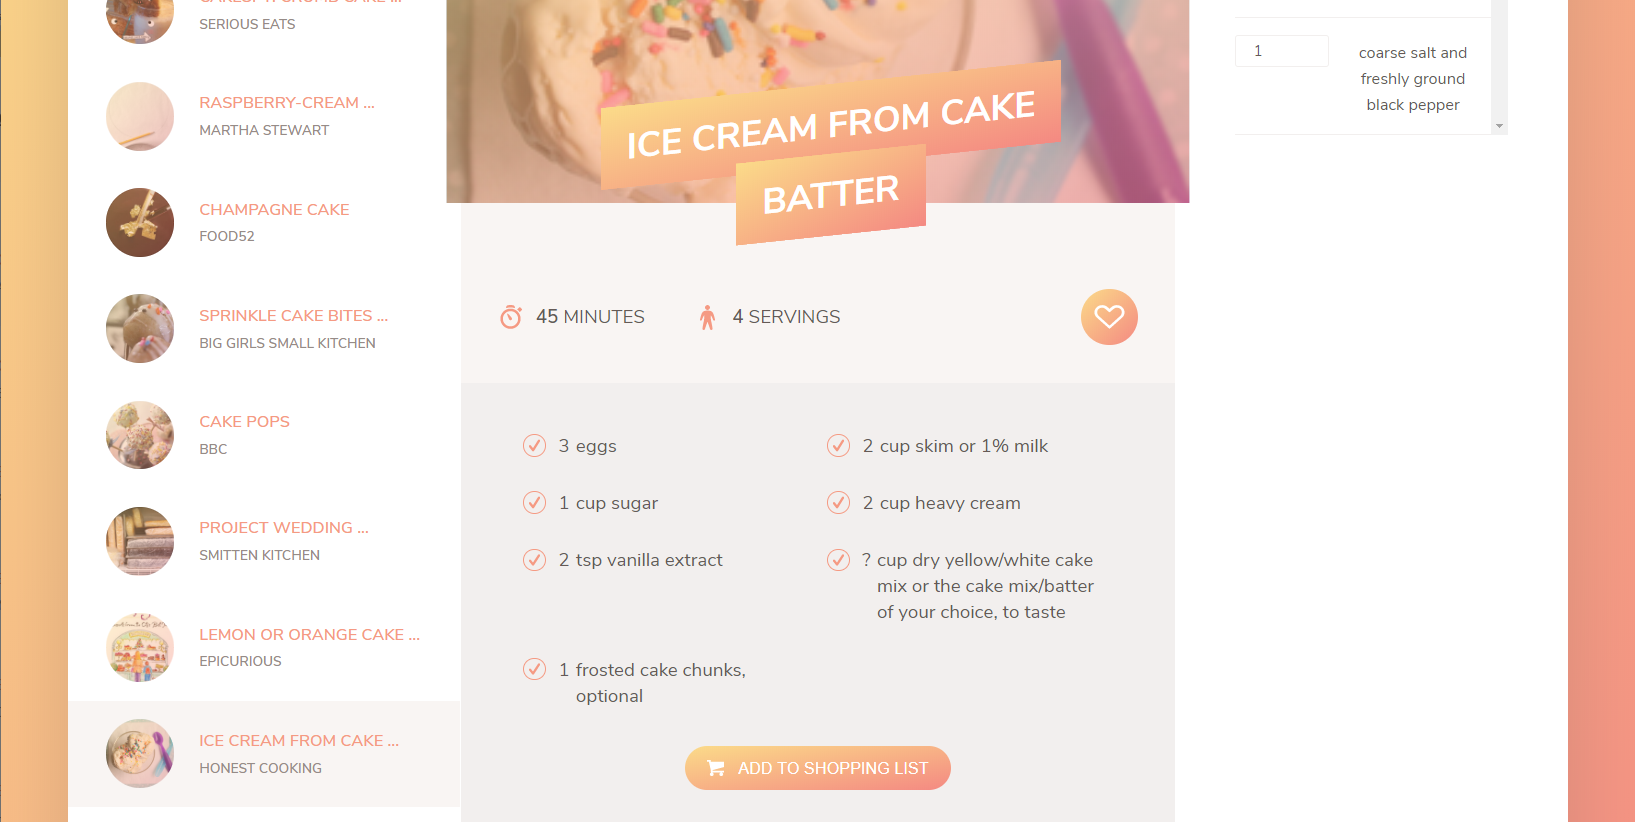 SERIOUS EATS
RASPBERRY-CREAM ...
MARTHA STEWART
CHAMPAGNE CAKE
FOOD52
SPRINKLE CAKE BITES ...
BIG GIRLS SMALL KITCHEN
CAKE POPS
BBC
PROJECT WEDDING ...
SMITTEN KITCHEN
LEMON OR ORANGE CAKE ...
EPICURIOUS
ICE CREAM FROM CAKE ...
HONEST COOKING
ICE CREAM FROM CAKE
BATTER
45 MINUTES
4 SERVINGS
3 eggs
2 cup skim or 1% milk
1 cup sugar
2 cup heavy cream
2 tsp vanilla extract
? cup dry yellow/white cake
mix or the cake mix/batter
of your choice, to taste
1 frosted cake chunks,
optional
ADD TO SHOPPING LIST
1
coarse salt and
freshly ground
black pepper